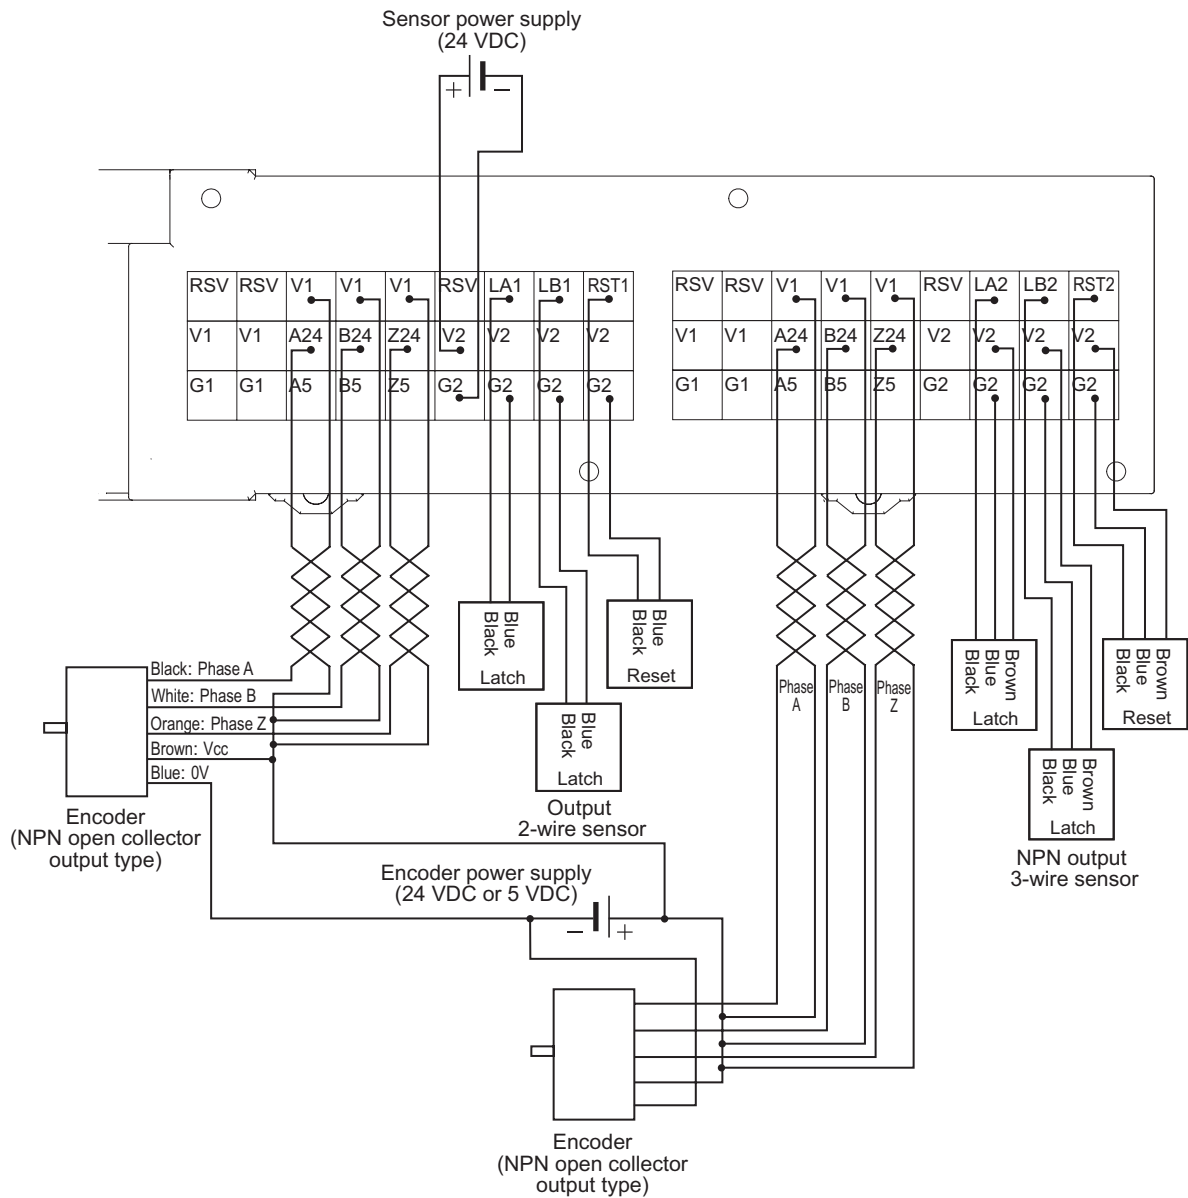 Sensor power supply
(24 VDC)
+ −
RSV RSV V1 V1 V1 RSV LA1 LB1 RST1
V1 V1 A24 B24 Z24 V2 V2 V2 V2
G1 G1 A5 B5 Z5 G2 G2 G2 G2
RSV RSV V1 V1 V1 RSV LA2 LB2 RST2
V1 V1 A24 B24 Z24 V2 V2 V2 V2
G1 G1 A5 B5 Z5 G2 G2 G2 G2
Black: Phase A
White: Phase B
Orange: Phase Z
Brown: Vcc
Blue: 0V
Encoder
(NPN open collector
output type)
Blue
Black
Latch
Blue
Black
Latch
Blue
Black
Reset
Output
2-wire sensor
Phase
A
Phase
B
Phase
Z
Brown
Blue
Black
Latch
Brown
Blue
Black
Latch
Brown
Blue
Black
Reset
NPN output
3-wire sensor
Encoder power supply
(24 VDC or 5 VDC)
− +
Encoder
(NPN open collector
output type)